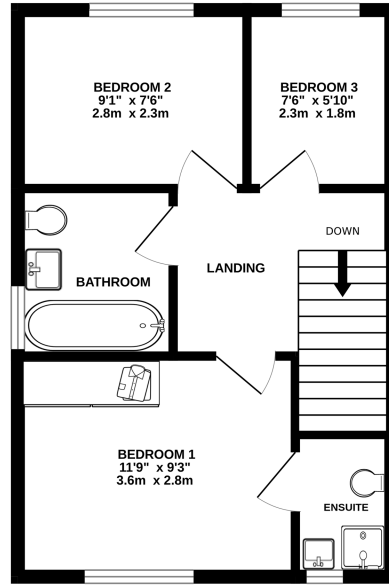 BEDROOM 2
9'1" x 7'6"
2.8m x 2.3m
BEDROOM 3
7'6" x 5'10"
2.3m x 1.8m
DOWN
LANDING
BATHROOM
BEDROOM 1
11'9" x 9'3"
3.6m x 2.8m
ENSUITE